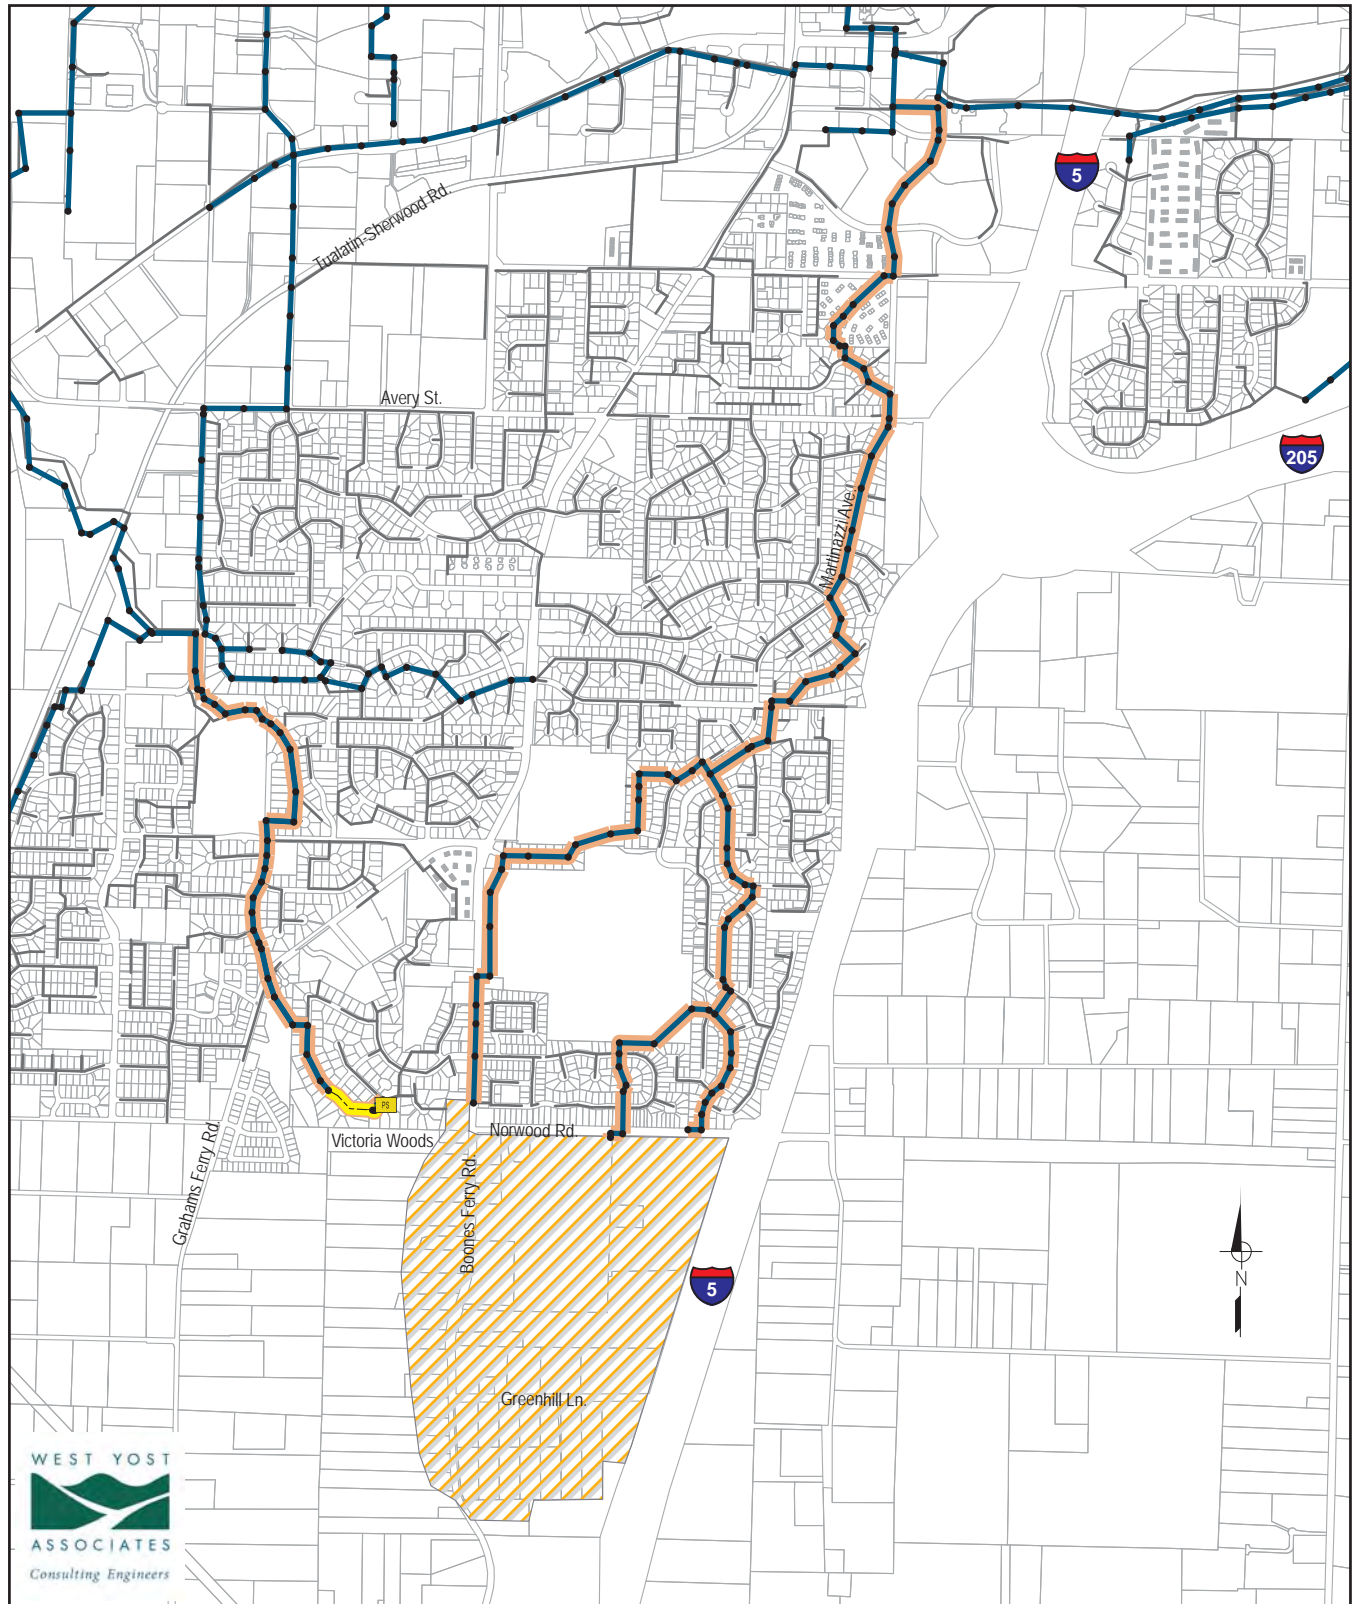 5
Tualatin-Sherwood Rd.
Avery St.
205
Martinazzi Ave.
PS
Victoria Woods
Norwood Rd.
Grahams Ferry Rd.
Boones Ferry Rd.
5
N
Greenhill Ln.
WEST YOST
ASSOCIATES
Consulting Engineers